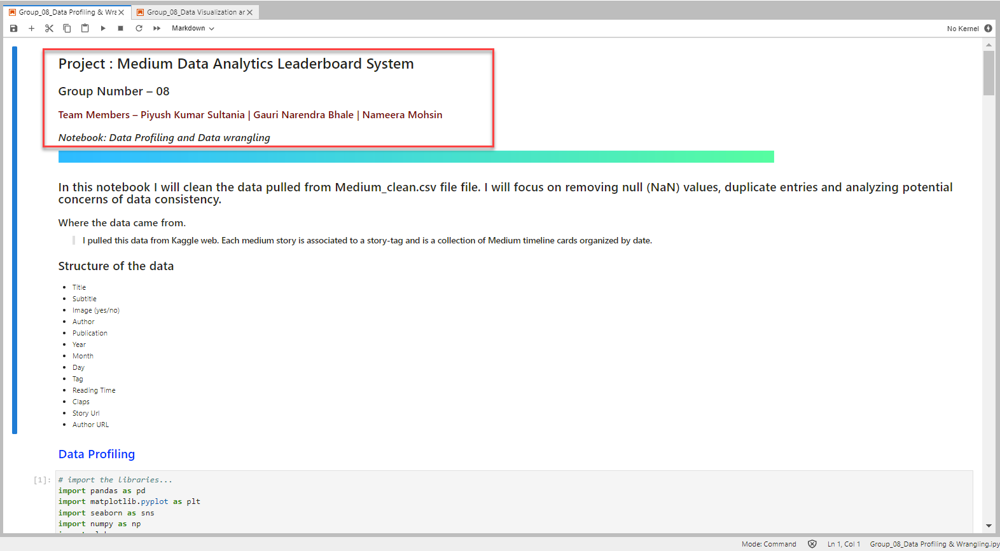 Group_08_Data Profiling & Wra
Group_08_Data Visualization ar
Markdown
No Kernel
Project : Medium Data Analytics Leaderboard System
Group Number – 08
Team Members – Piyush Kumar Sultania | Gauri Narendra Bhale | Nameera Mohsin
Notebook: Data Profiling and Data wrangling
In this notebook I will clean the data pulled from Medium_clean.csv file file. I will focus on removing null (NaN) values, duplicate entries and analyzing potential
concerns of data consistency.
Where the data came from.
I pulled this data from Kaggle web. Each medium story is associated to a story-tag and is a collection of Medium timeline cards organized by date.
Structure of the data
• Title
• Subtitle
• Image (yes/no)
• Author
• Publication
• Year
• Month
• Day
• Tag
• Reading Time
• Claps
• Story Url
• Author URL
Data Profiling
[1]: # import the libraries...
import pandas as pd
import matplotlib.pyplot as plt
import seaborn as sns
import numpy as np
Mode: Command Ln 1, Col 1 Group_08_Data Profiling & Wrangling.ipy